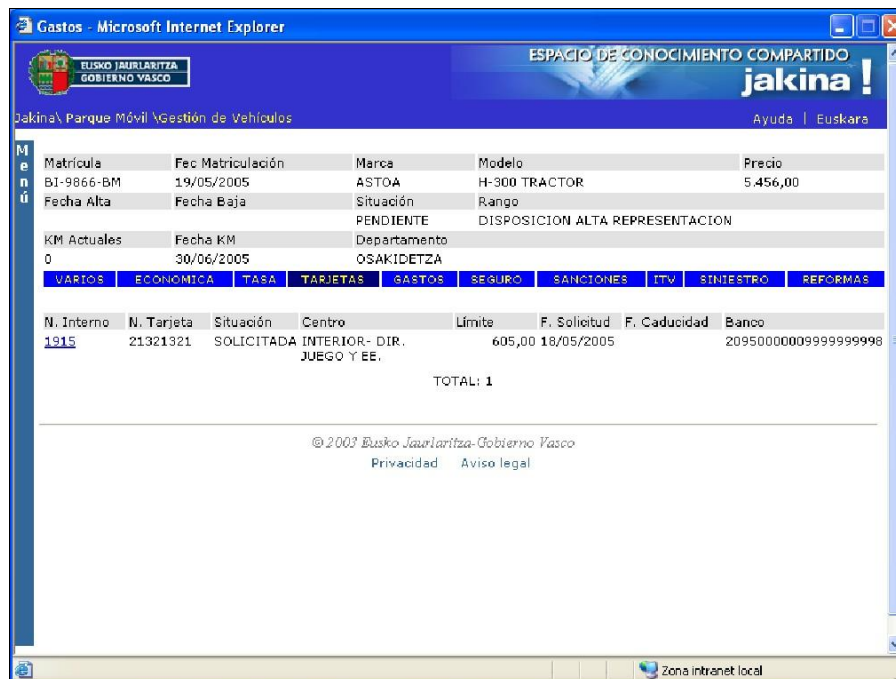 Gastos - Microsoft Internet Explorer
EUSKO JAURLARITZA
GOBIERNO VASCO
ESPACIO DE CONOCIMIENTO COMPARTIDO
jakina !
Jakina\ Parque Móvil \Gestión de Vehículos
Ayuda | Euskara
Menú
Matrícula Fec Matriculación Marca Modelo Precio
BI-9866-BM 19/05/2005 ASTOA H-300 TRACTOR 5.456,00
Fecha Alta Fecha Baja Situación Rango
PENDIENTE DISPOSICION ALTA REPRESENTACION
KM Actuales Fecha KM Departamento
0 30/06/2005 OSAKIDETZA
VARIOS ECONOMICA TASA TARJETAS GASTOS SEGURO SANCIONES ITV SINIESTRO REFORMAS
N. Interno N. Tarjeta Situación Centro Límite F. Solicitud F. Caducidad Banco
1915 21321321 SOLICITADA INTERIOR- DIR. 605,00 18/05/2005 20950000009999999998
JUEGO Y EE.
TOTAL: 1
© 2003 Eusko Jaurlaritza-Gobierno Vasco
Privacidad Aviso legal
Zona intranet local